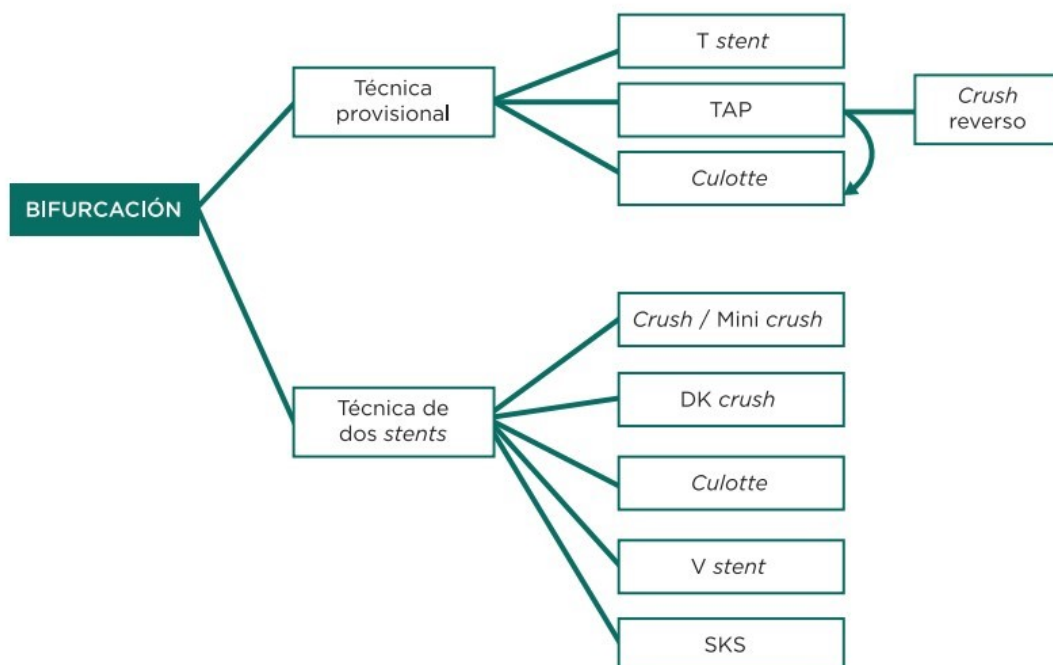 BIFURCACIÓN
Técnica
provisional
T stent
TAP
Culotte
Crush
reverso
Técnica de
dos stents
Crush / Mini crush
DK crush
Culotte
V stent
SKS